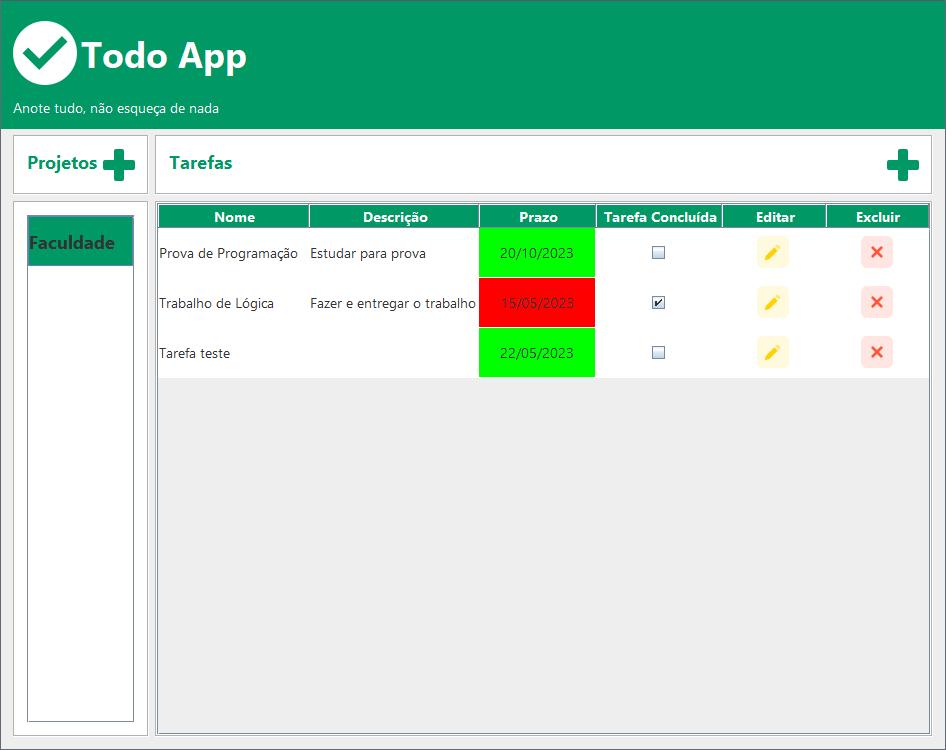 Todo App
Anote tudo, não esqueça de nada
Projetos
Tarefas
Faculdade
Nome Descrição Prazo Tarefa Concluída Editar Excluir
Prova de Programação Estudar para prova 20/10/2023
Trabalho de Lógica Fazer e entregar o trabalho 15/05/2023
Tarefa teste 22/05/2023